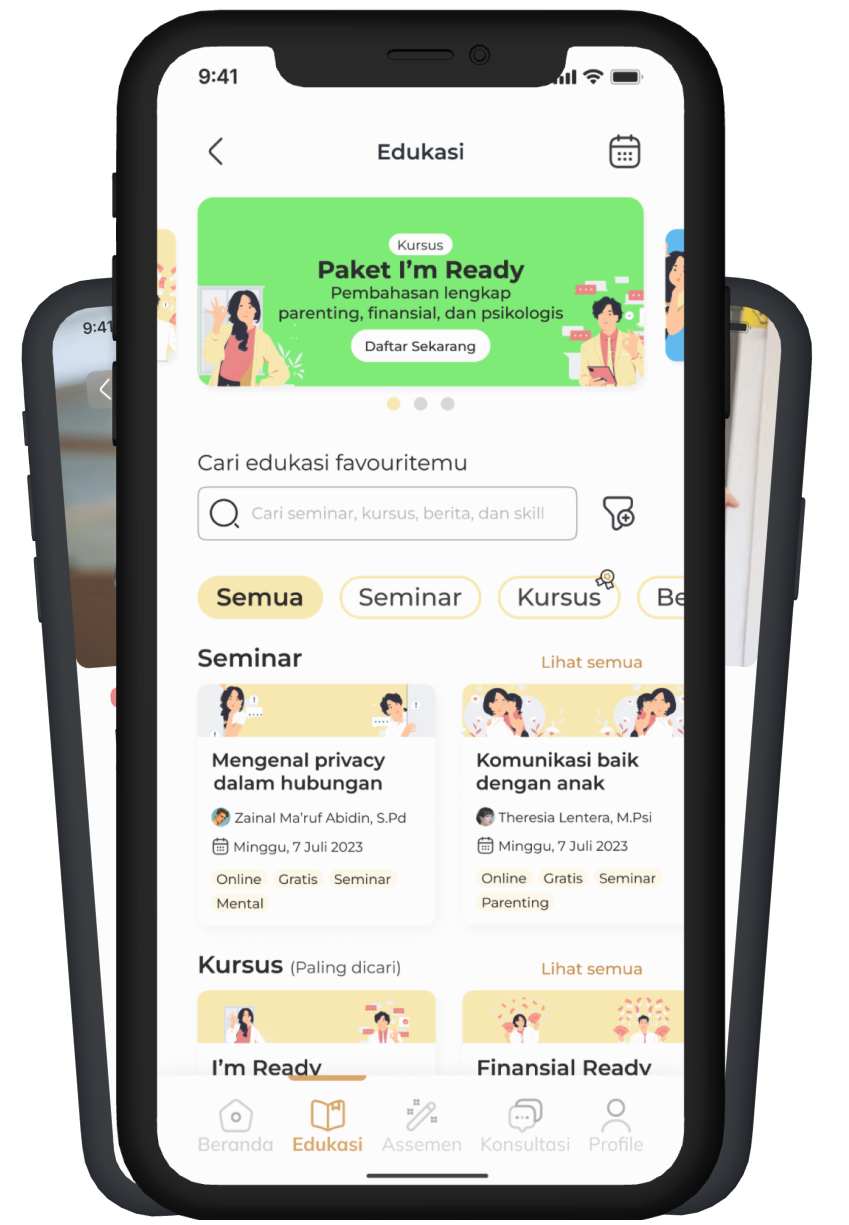 9:41
Edukasi
Kursus
Paket I'm Ready
Pembahasan lengkap
parenting, finansial, dan psikologis
Daftar Sekarang
9:41
Cari edukasi favouritemu
Cari seminar, kursus, berita, dan skill
Semua Seminar Kursus Be
Seminar Lihat semua
Mengenal privacy
dalam hubungan
Zainal Ma'ruf Abidin, S.Pd
Minggu, 7 Juli 2023
Online Gratis Seminar
Mental
Komunikasi baik
dengan anak
Theresia Lentera, M.Psi
Minggu, 7 Juli 2023
Online Gratis Seminar
Parenting
Kursus (Paling dicari) Lihat semua
I'm Ready
Finansial Ready
Beranda Edukasi Assemen Konsultasi Profile